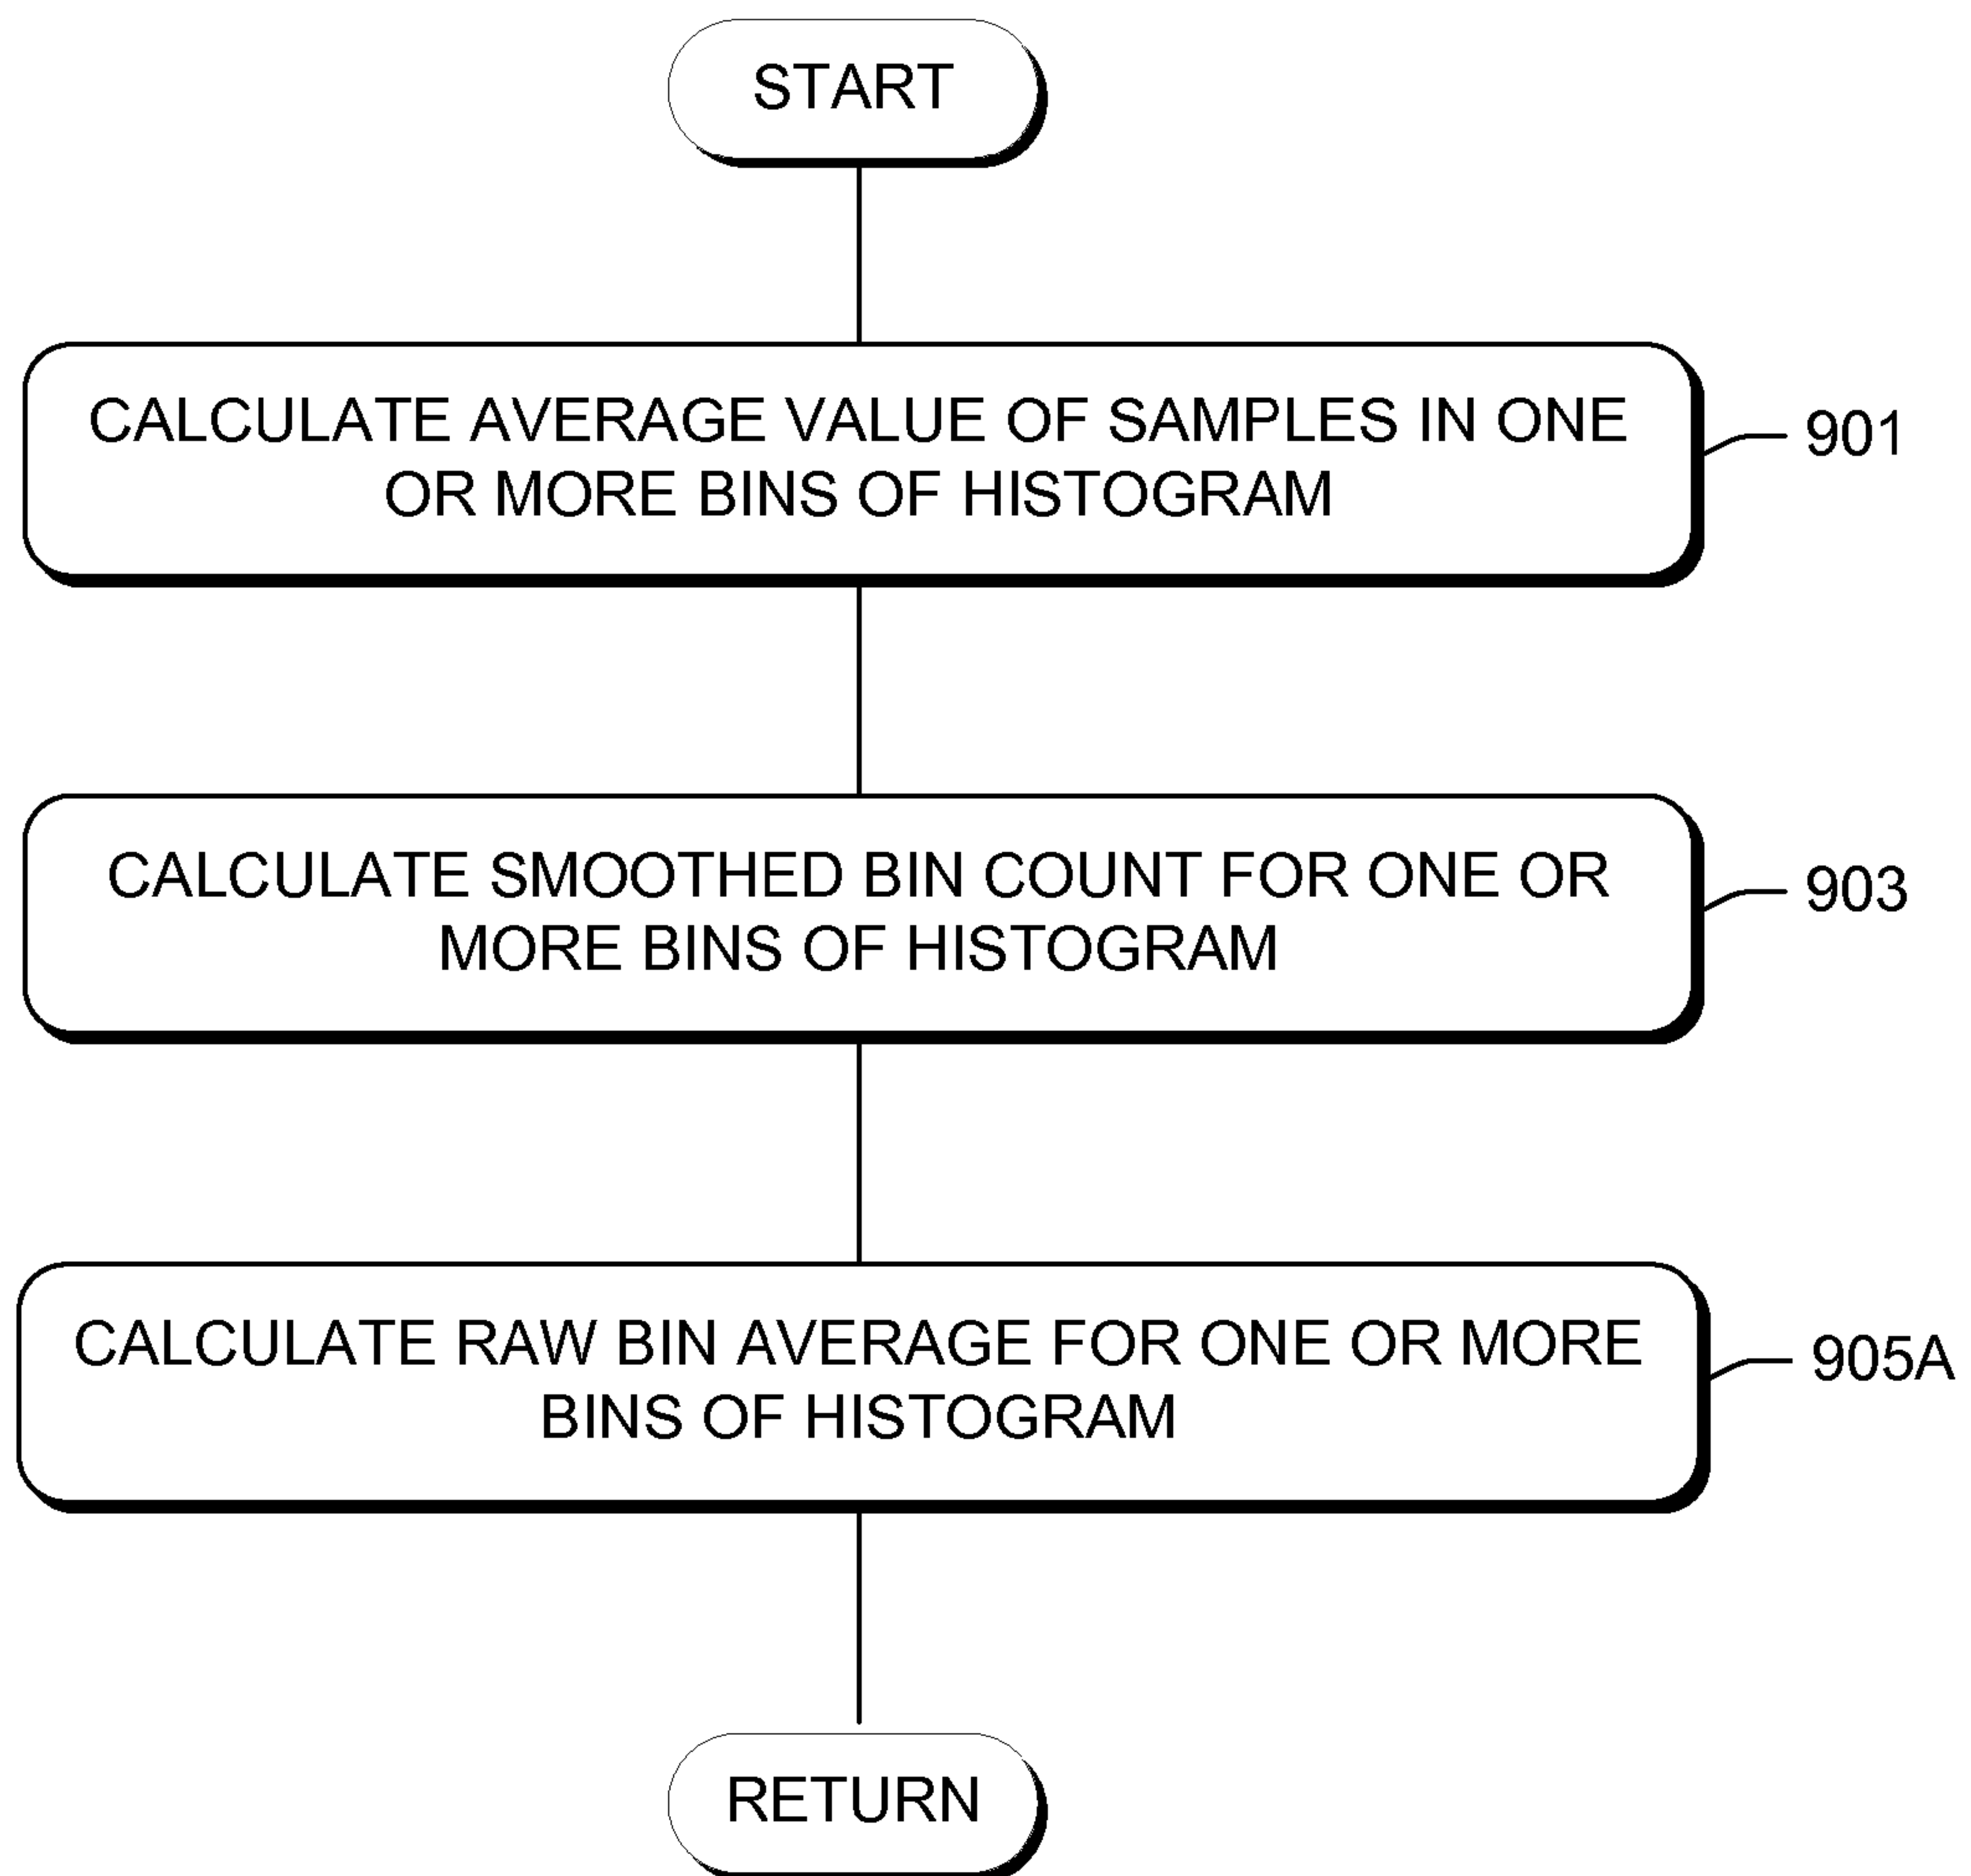 START
CALCULATE AVERAGE VALUE OF SAMPLES IN ONE
OR MORE BINS OF HISTOGRAM
901
CALCULATE SMOOTHED BIN COUNT FOR ONE OR
MORE BINS OF HISTOGRAM
903
CALCULATE RAW BIN AVERAGE FOR ONE OR MORE
BINS OF HISTOGRAM
905A
RETURN